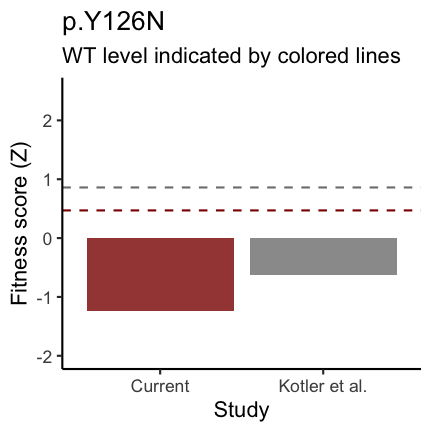 p.Y126N
WT level indicated by colored lines
Fitness score (Z)
2
1
0
-1
-2
Current
Kotler et al.
Study